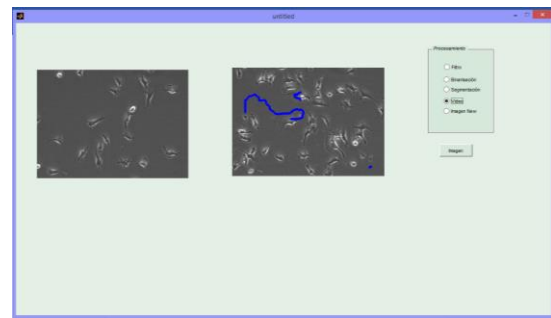 untitled
Procesamiento
Filtro
Binarización
Segmentación
Video
Imagen New
Imagen